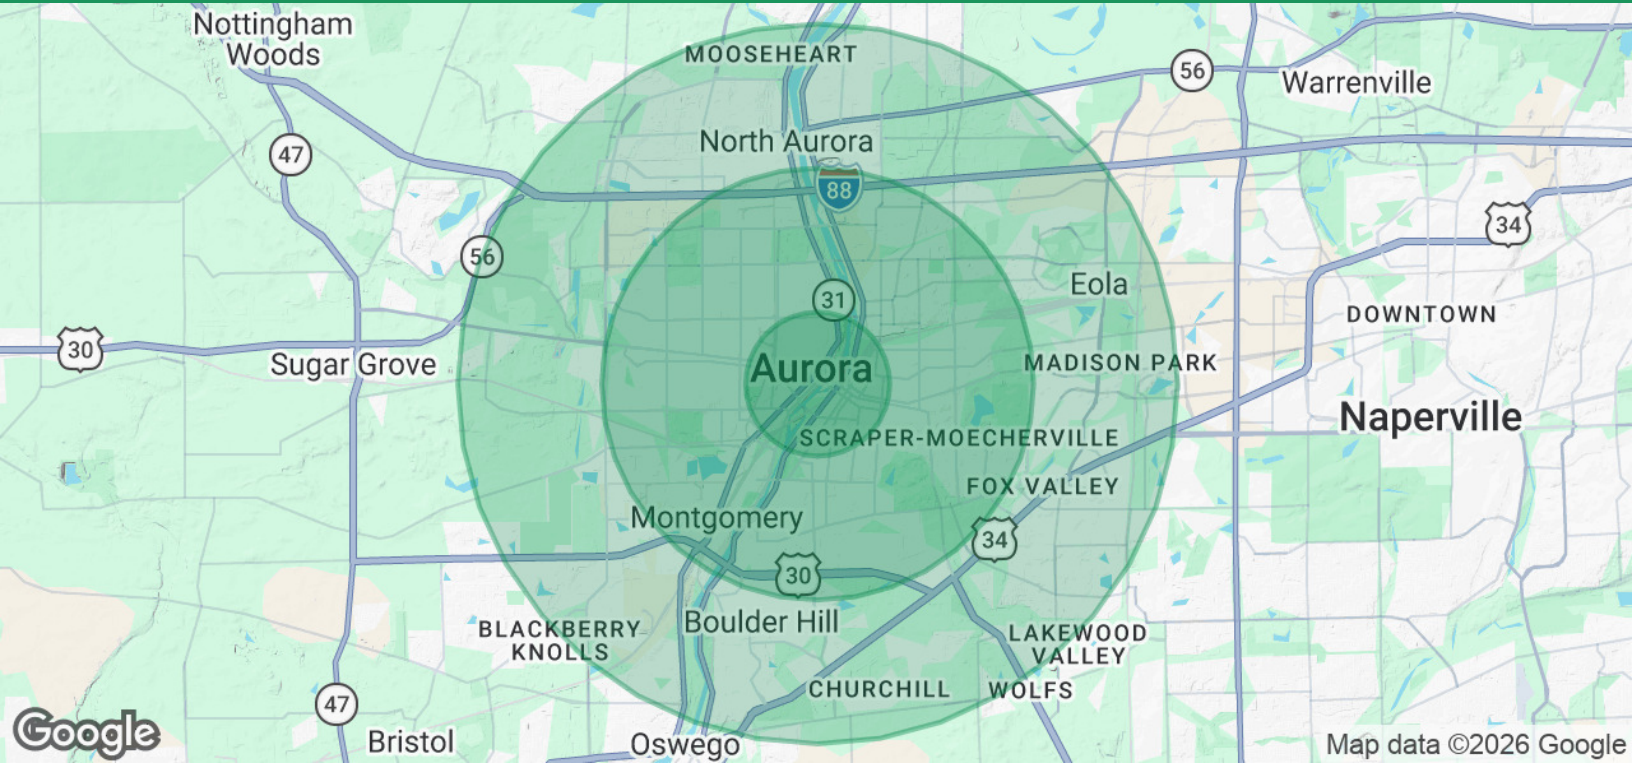 Nottingham
Woods
MOOSEHEART
56
Warrenville
North Aurora
47
88
34
56
Eola
31
DOWNTOWN
30
Sugar Grove
Aurora
MADISON PARK
Naperville
SCRAPER-MOECHERVILLE
FOX VALLEY
Montgomery
34
30
BLACKBERRY
KNOLLS
Boulder Hill
LAKEWOOD
VALLEY
CHURCHILL
WOLFS
47
Google
Bristol
Oswego
Map data ©2026 Google